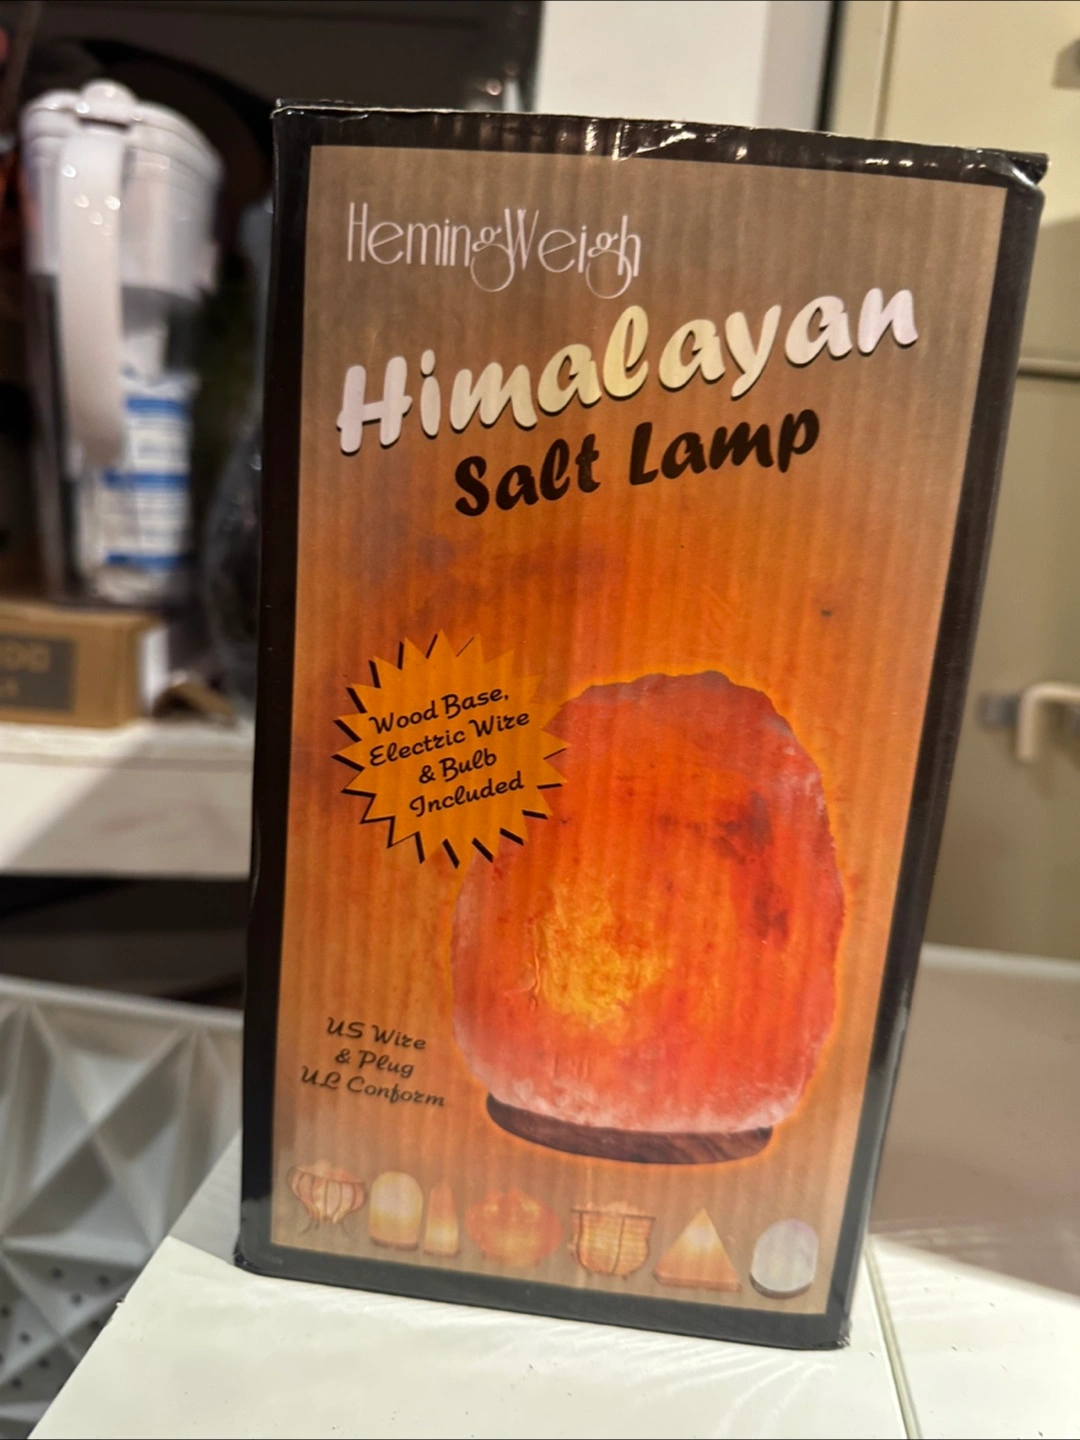 HemingWeigh
Himalayan
Salt Lamp
Wood Base,
Electric Wire
& Bulb
Included
US Wire
& Plug
UL Conform